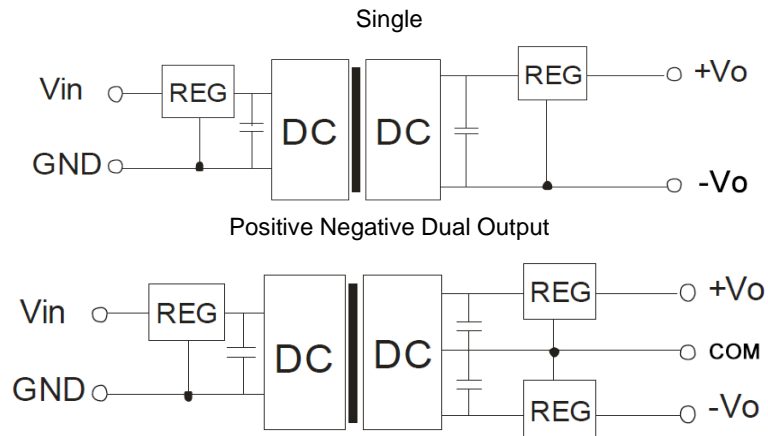 Single
Vin
REG
DC
DC
REG
+Vo
GND
-Vo
Positive Negative Dual Output
Vin
REG
DC
DC
REG
+Vo
COM
GND
REG
-Vo